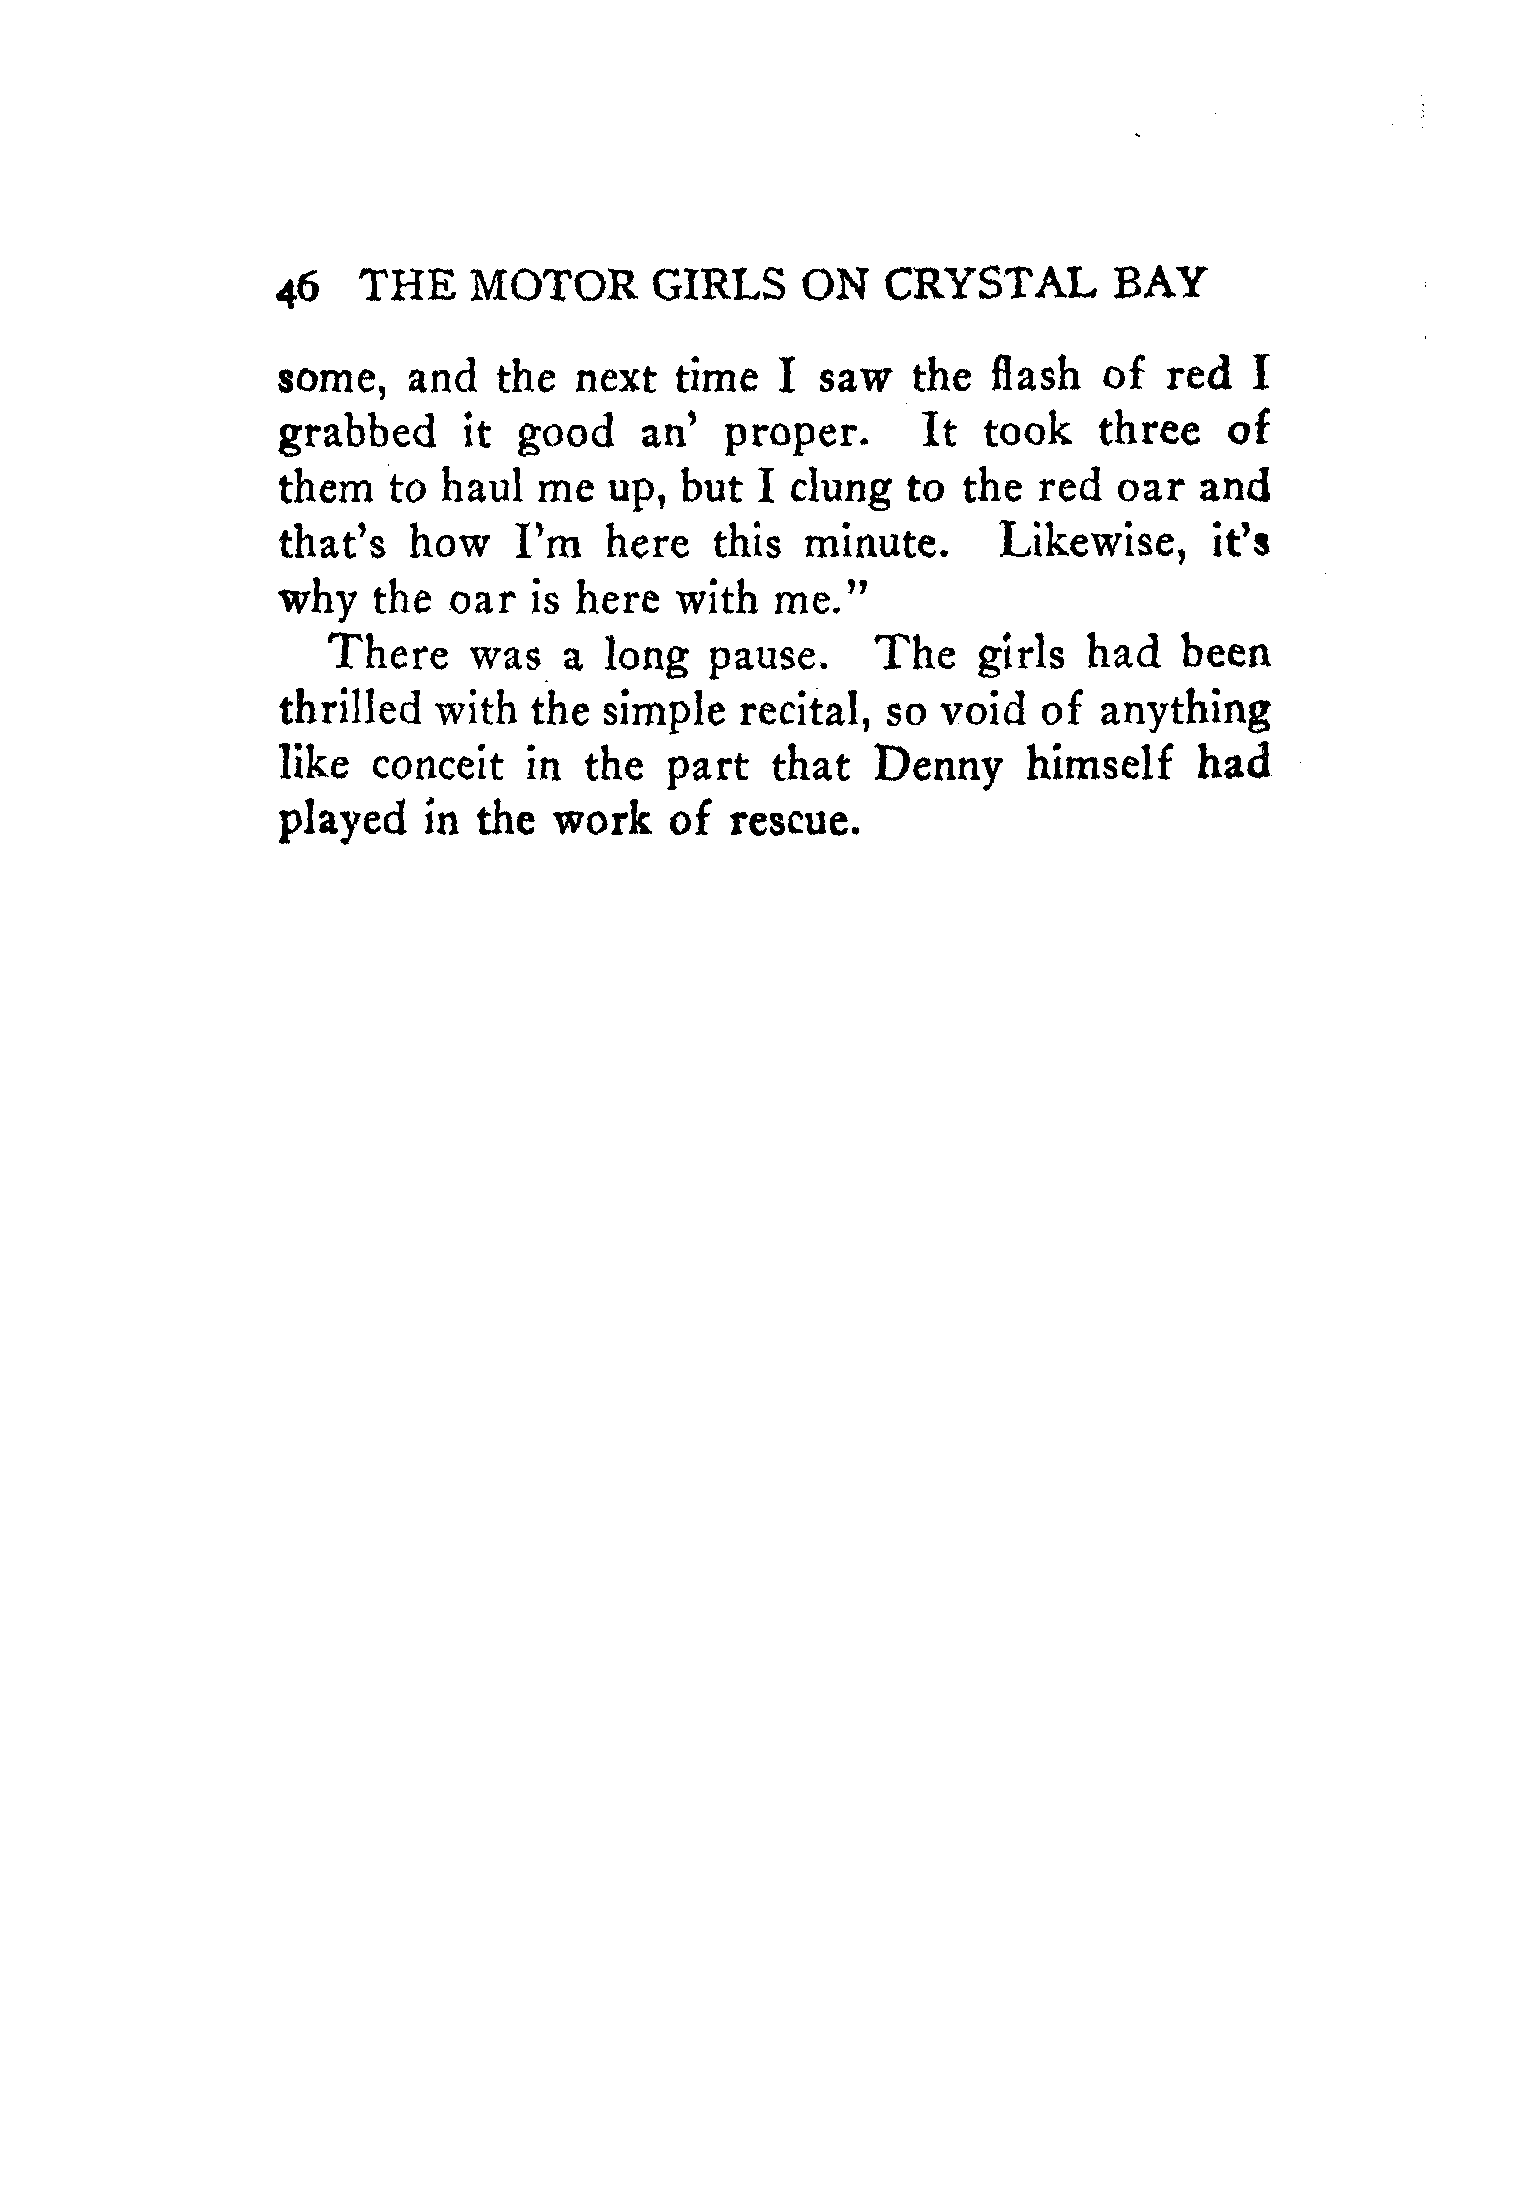 46 THE MOTOR GIRLS ON CRYSTAL BAY
some, and the next time I saw the flash of red I
grabbed it good an' proper. It took three of
them to haul me up, but I clung to the red oar and
that's how I'm here this minute. Likewise, it's
why the oar is here with me."
There was a long pause. The girls had been
thrilled with the simple recital, so void of anything
like conceit in the part that Denny himself had
played in the work of rescue.